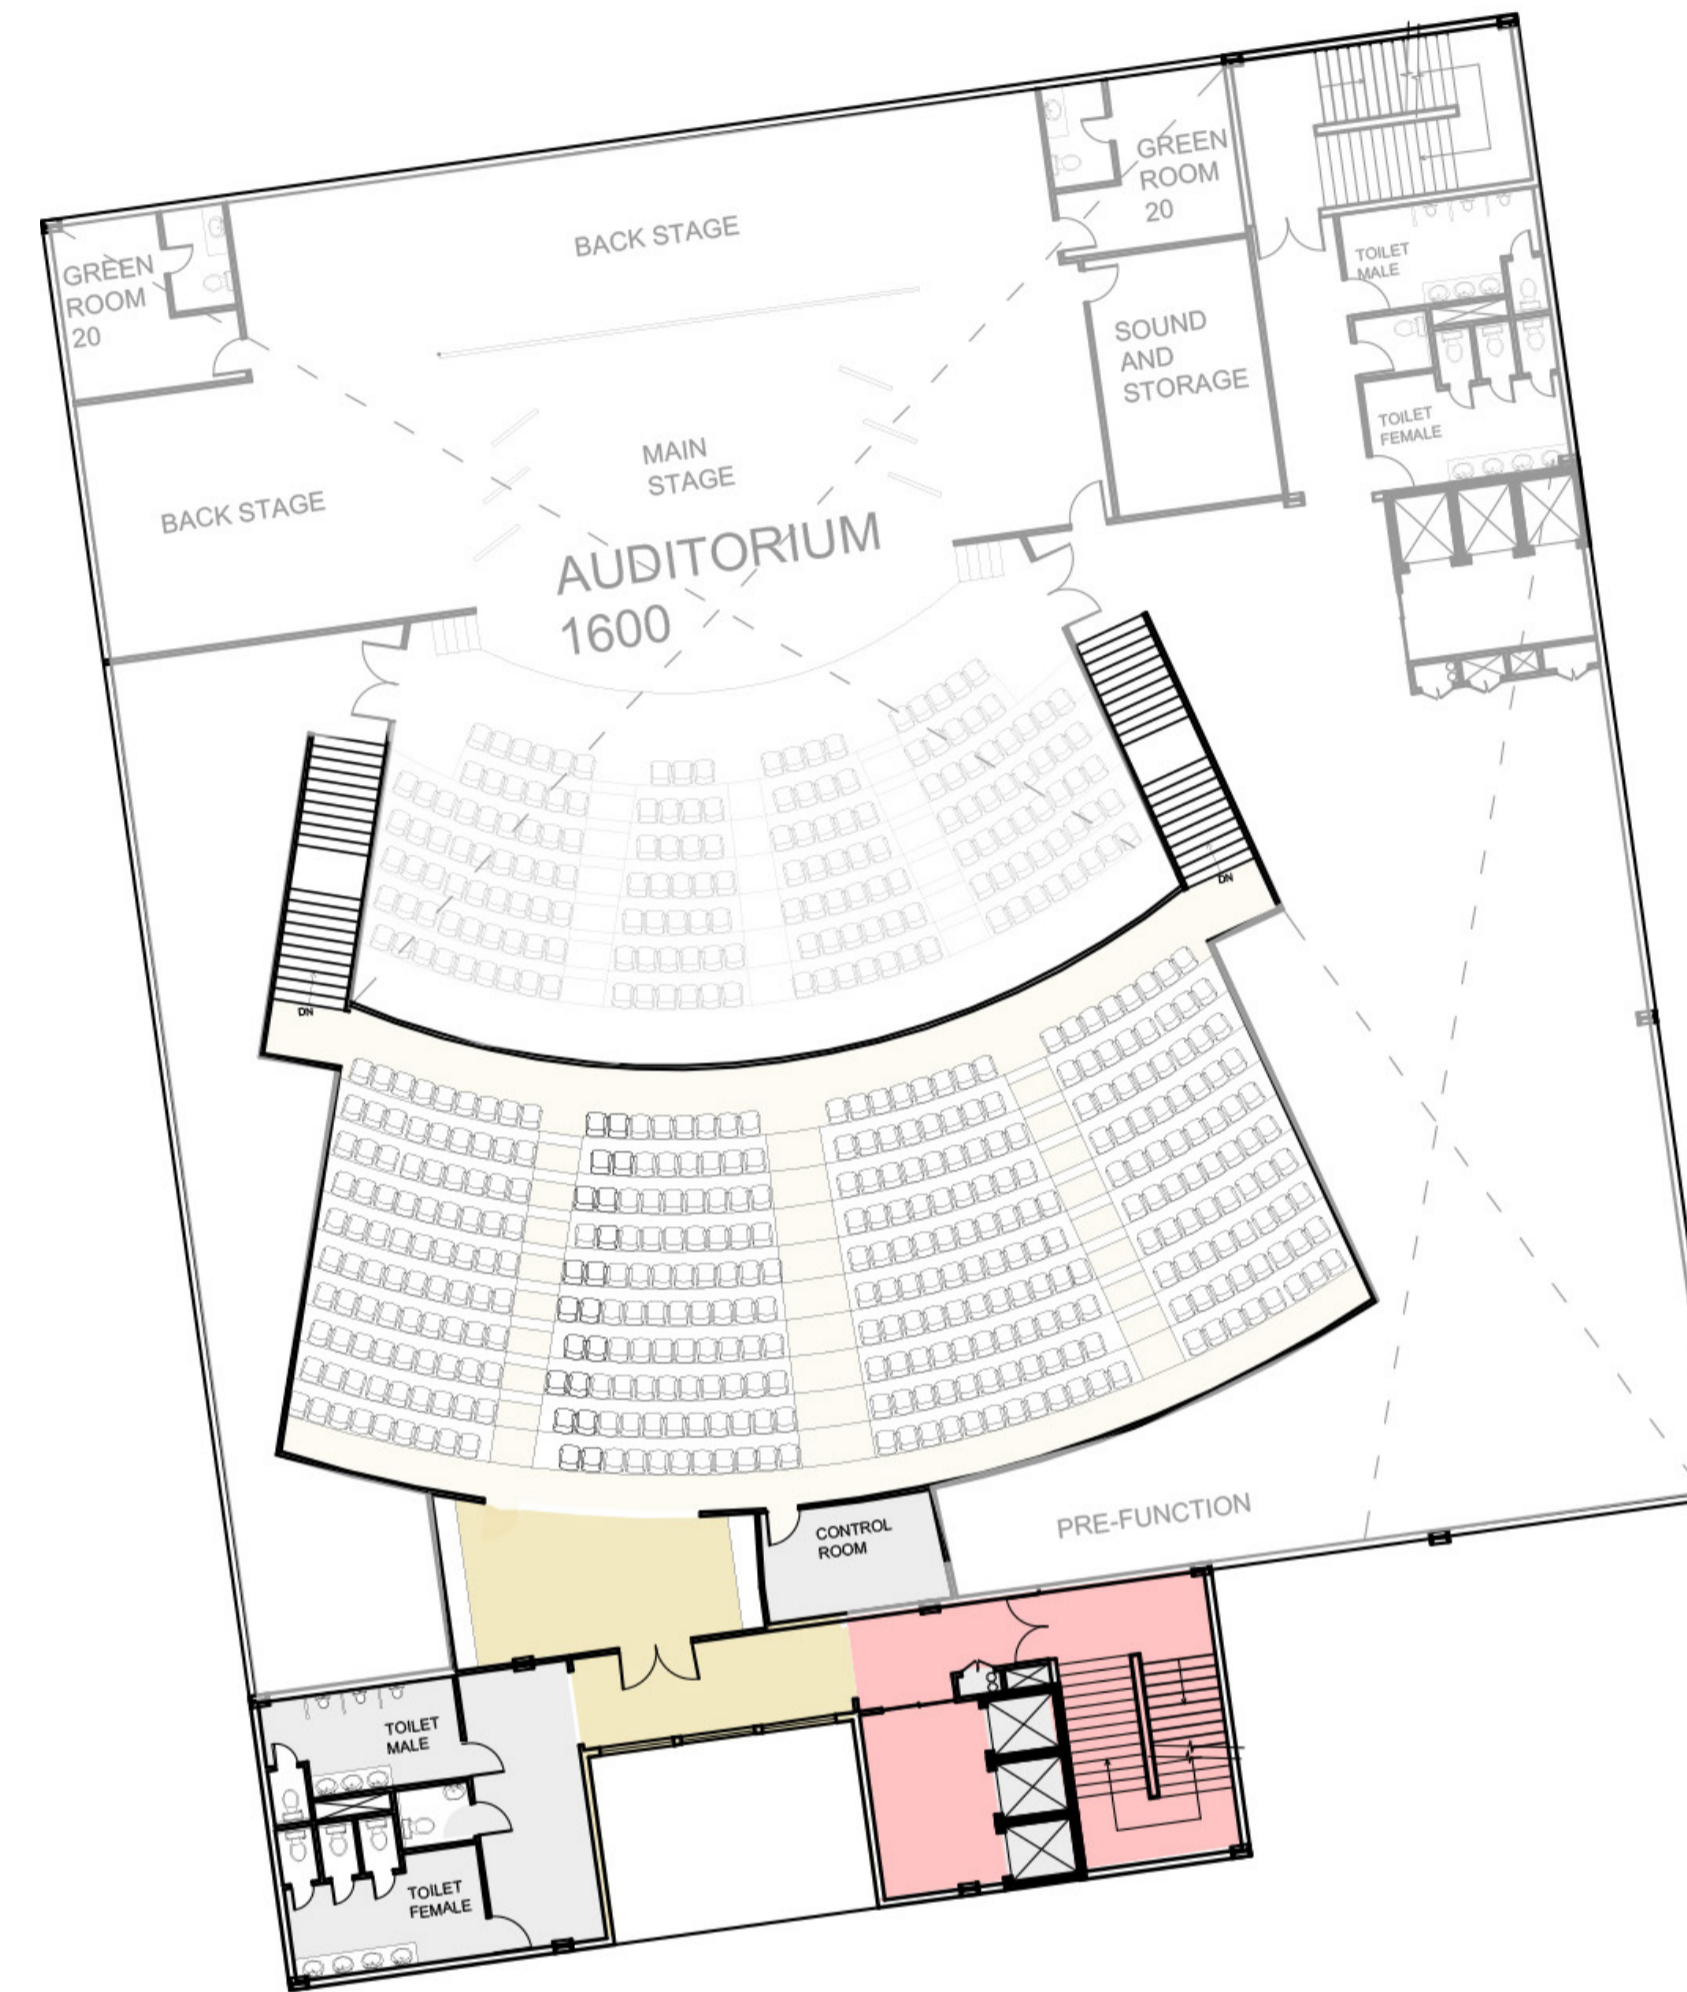 GREEN
ROOM
20
BACK STAGE
GREEN
ROOM
20
TOILET
MALE
SOUND
AND
STORAGE
TOILET
FEMALE
MAIN
STAGE
BACK STAGE
AUDITORIUM
1600
DN
DN
PRE-FUNCTION
CONTROL
ROOM
TOILET
MALE
TOILET
FEMALE